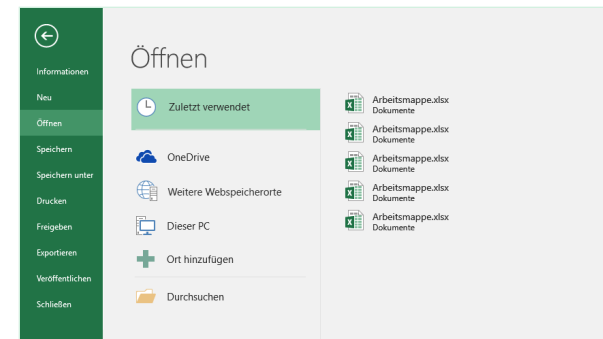 Informationen
Neu
Öffnen
Speichern
Speichern unter
Drucken
Freigeben
Exportieren
Veröffentlichen
Schließen
Öffnen
Zuletzt verwendet
OneDrive
Weitere Webspeicherorte
Dieser PC
Ort hinzufügen
Durchsuchen
Arbeitsmappe.xlsx
Dokumente
Arbeitsmappe.xlsx
Dokumente
Arbeitsmappe.xlsx
Dokumente
Arbeitsmappe.xlsx
Dokumente
Arbeitsmappe.xlsx
Dokumente